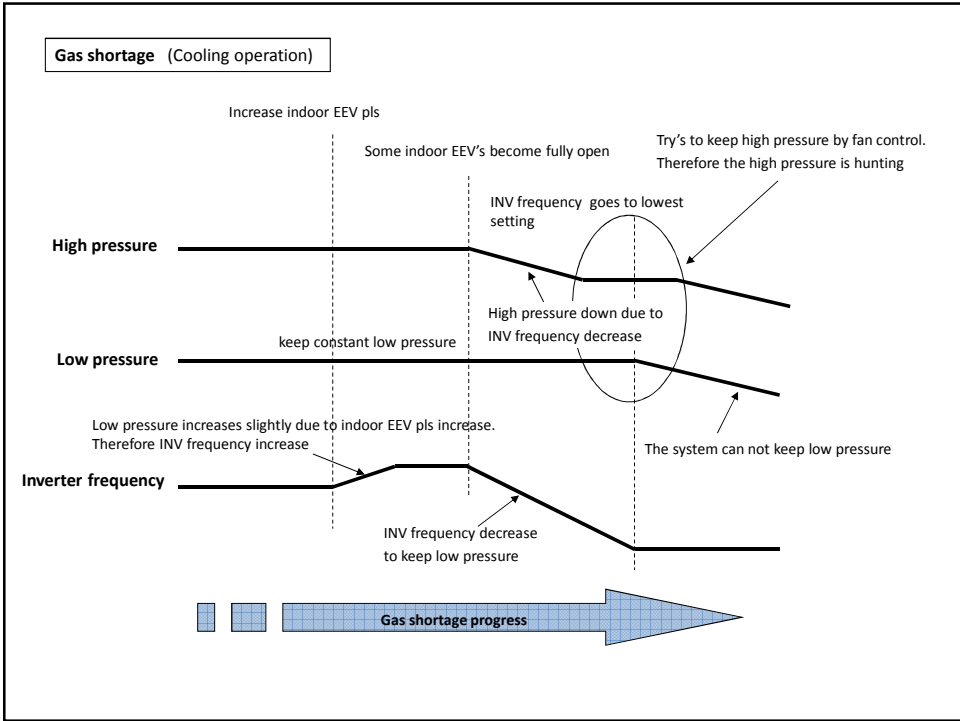 Gas shortage (Cooling operation)
Increase indoor EEV pls
Some indoor EEV's become fully open
Try's to keep high pressure by fan control.
Therefore the high pressure is hunting
INV frequency goes to lowest
setting
High pressure
High pressure down due to
INV frequency decrease
keep constant low pressure
Low pressure
Low pressure increases slightly due to indoor EEV pls increase.
Therefore INV frequency increase
The system can not keep low pressure
Inverter frequency
INV frequency decrease
to keep low pressure
Gas shortage progress